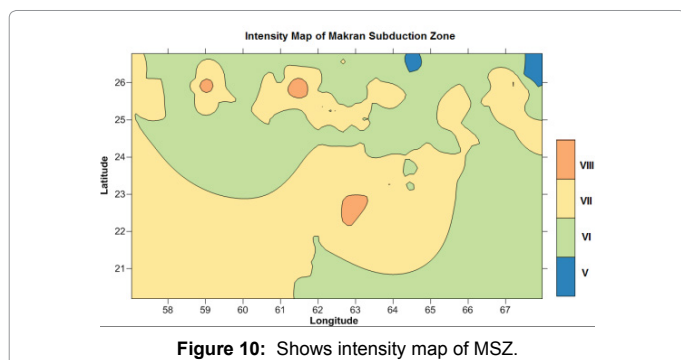 Intensity Map of Makran Subduction Zone
26
25
24
23
22
21
Latitude
58 59 60 61 62 63 64 65 66 67
Longitude
VIII
VII
VI
V
Figure 10: Shows intensity map of MSZ.